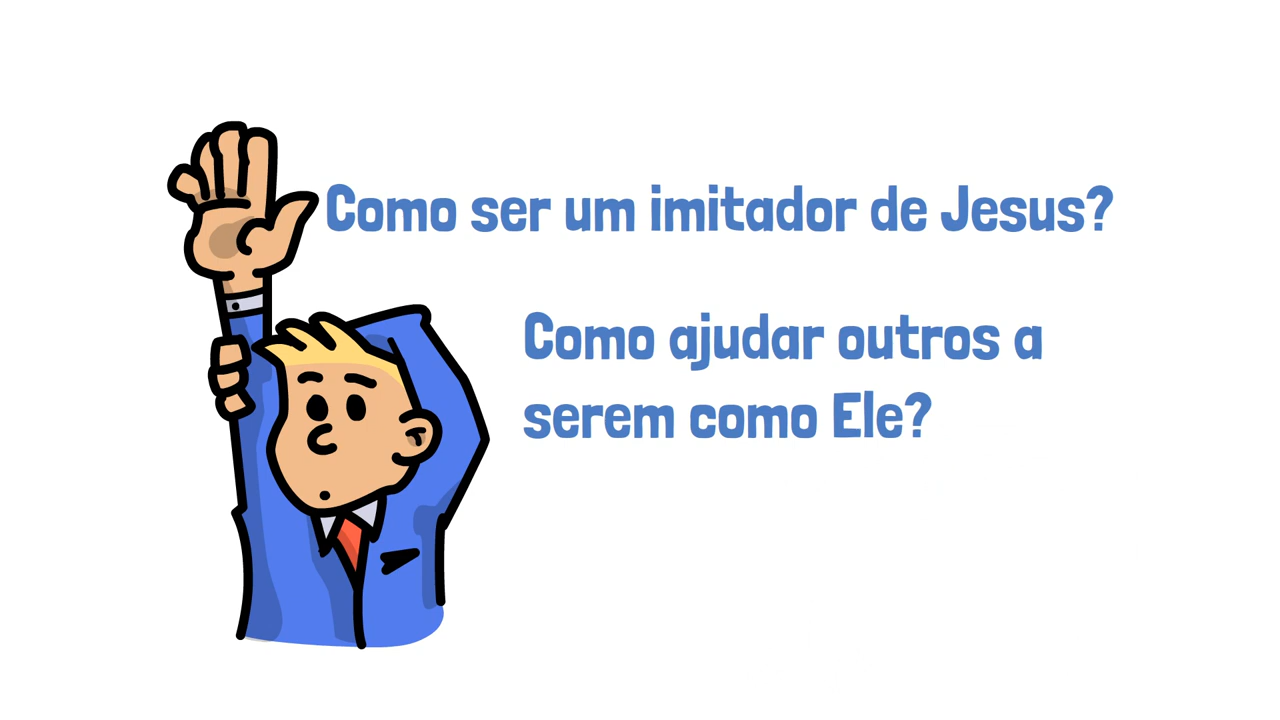 Como ser um imitador de Jesus?
Como ajudar outros a
serem como Ele?